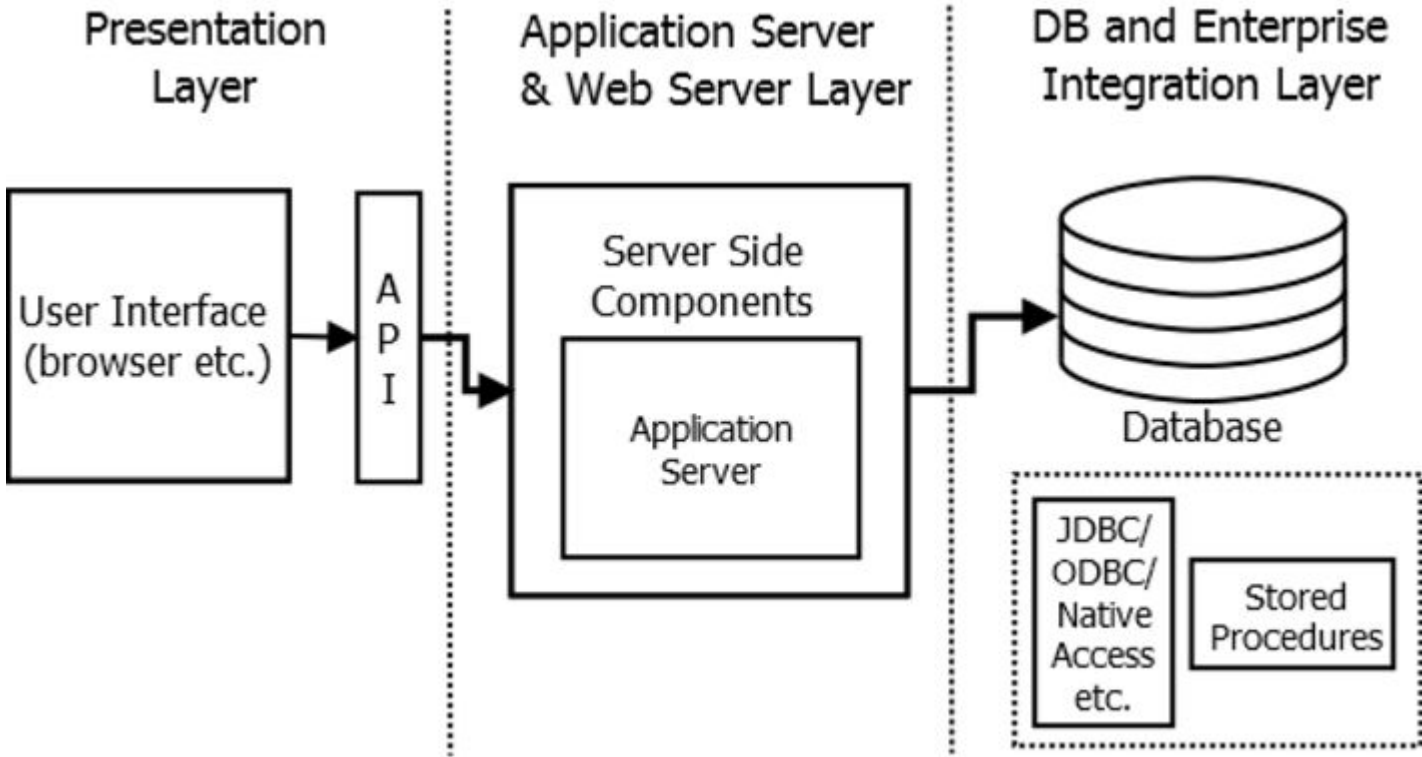 Presentation
Layer
Application Server
& Web Server Layer
DB and Enterprise
Integration Layer
User Interface
(browser etc.)
A
P
I
Server Side
Components
Application
Server
Database
JDBC/
ODBC/
Native
Access
etc.
Stored
Procedures